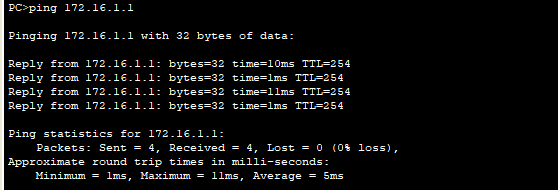 PC>ping 172.16.1.1
Pinging 172.16.1.1 with 32 bytes of data:
Reply from 172.16.1.1: bytes=32 time=10ms TTL=254
Reply from 172.16.1.1: bytes=32 time=1ms TTL=254
Reply from 172.16.1.1: bytes=32 time=11ms TTL=254
Reply from 172.16.1.1: bytes=32 time=1ms TTL=254
Ping statistics for 172.16.1.1:
Packets: Sent = 4, Received = 4, Lost = 0 (0% loss),
Approximate round trip times in milli-seconds:
Minimum = 1ms, Maximum = 11ms, Average = 5ms